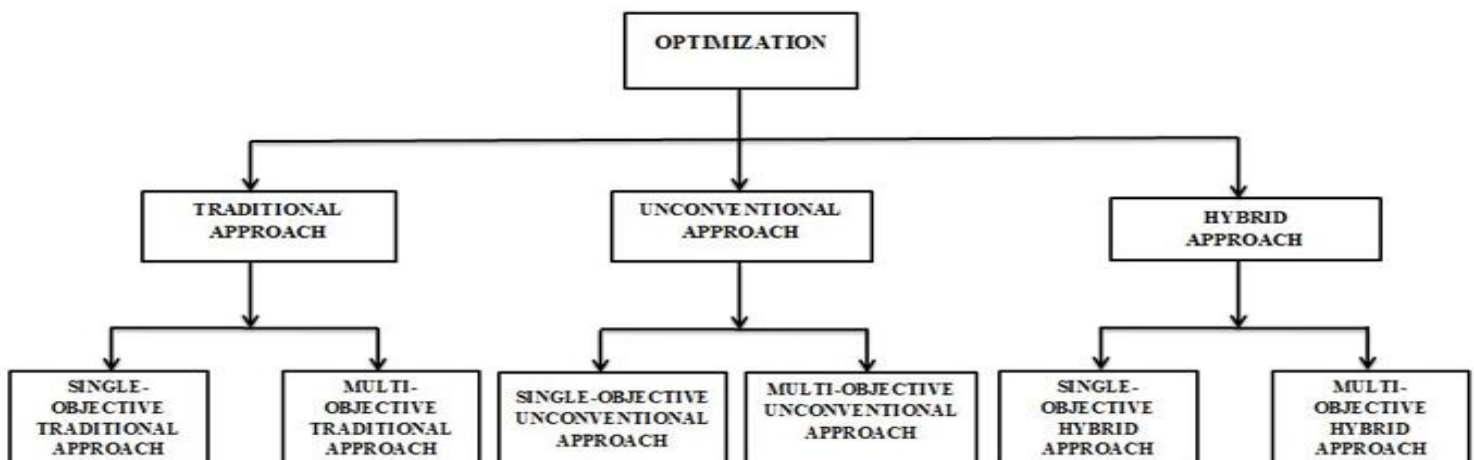 OPTIMIZATION
TRADITIONAL
APPROACH
UNCONVENTIONAL
APPROACH
HYBRID
APPROACH
SINGLE-
OBJECTIVE
TRADITIONAL
APPROACH
MULTI-
OBJECTIVE
TRADITIONAL
APPROACH
SINGLE-OBJECTIVE
UNCONVENTIONAL
APPROACH
MULTI-OBJECTIVE
UNCONVENTIONAL
APPROACH
SINGLE-
OBJECTIVE
HYBRID
APPROACH
MULTI-
OBJECTIVE
HYBRID
APPROACH